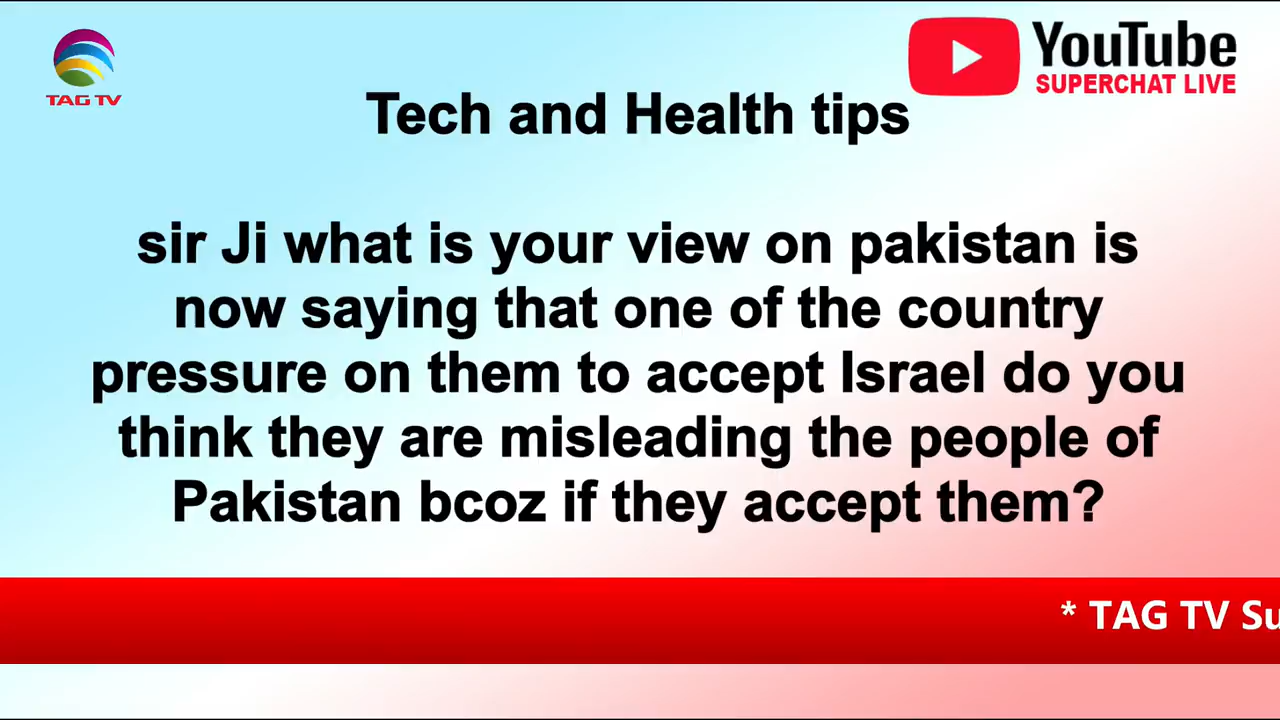 TAG TV
YouTube
SUPERCHAT LIVE
Tech and Health tips
sir Ji what is your view on pakistan is
now saying that one of the country
pressure on them to accept Israel do you
think they are misleading the people of
Pakistan bcoz if they accept them?
* TAG TV Su